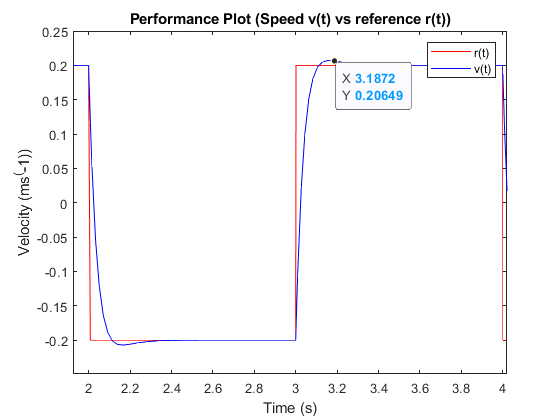 Performance Plot (Speed v(t) vs reference r(t))
0.25
0.2
0.15
0.1
0.05
0
-0.05
-0.1
-0.15
-0.2
Velocity (ms(-1))
r(t)
v(t)
X 3.1872
Y 0.20649
2 2.2 2.4 2.6 2.8 3 3.2 3.4 3.6 3.8 4
Time (s)